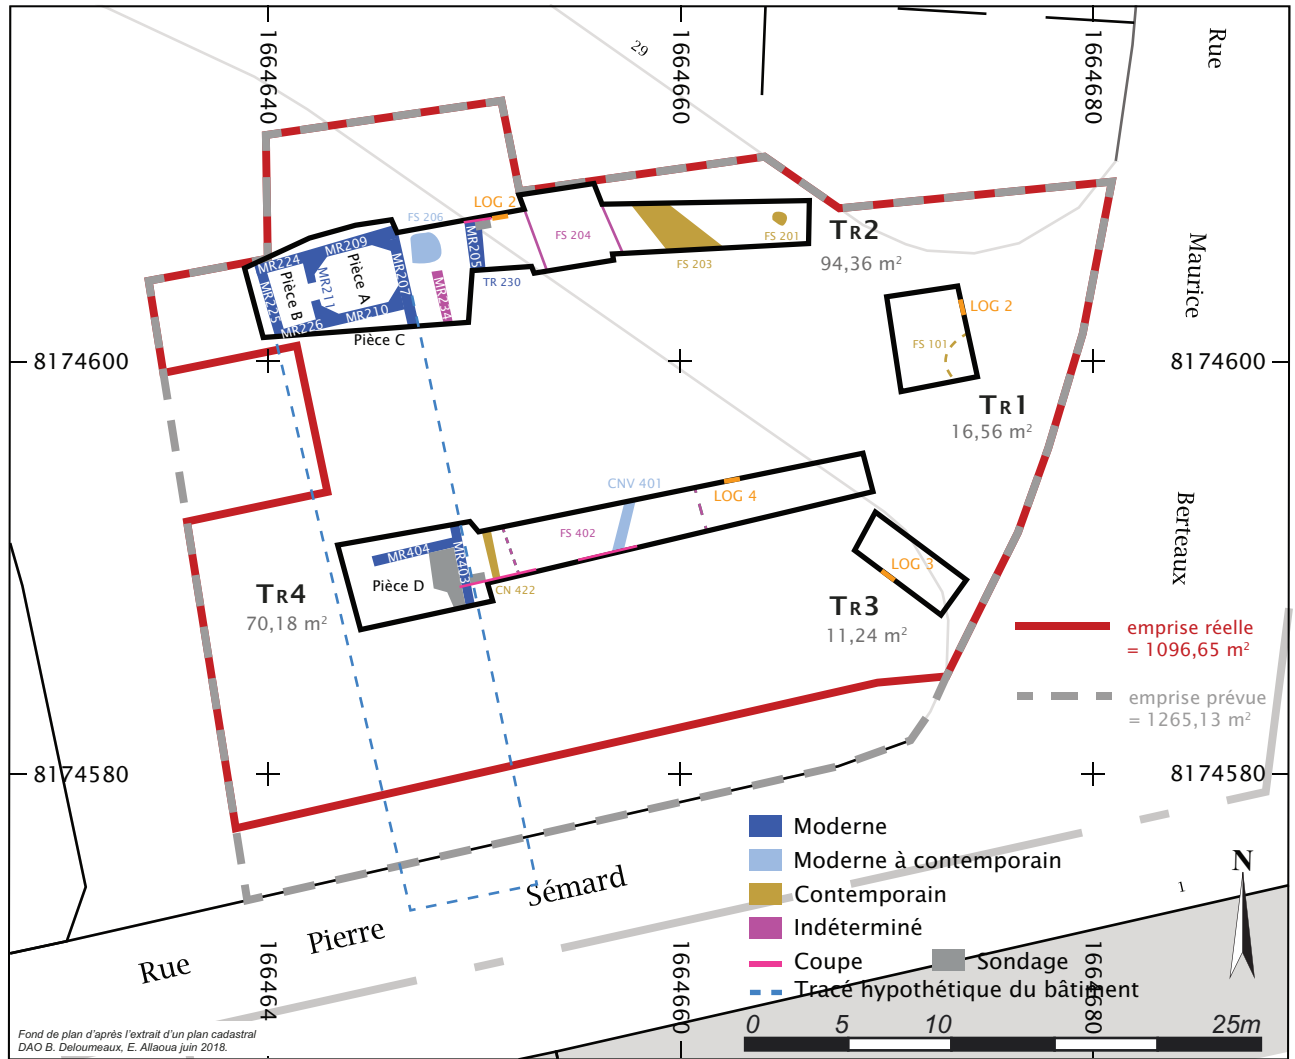 1664640
1664660
1664680
29
Rue
Maurice
Berteaux
LOG 2
FS 206
MR209
MR224
MR225
MR226
MR211
MR210
MR207
MR205
MR234
Pièce A
Pièce B
Pièce C
TR 230
FS 204
FS 203
FS 201
TR2
94,36 m²
LOG 2
FS 101
TR1
16,56 m²
8174600
8174600
CNV 401
LOG 4
FS 402
MR404
MR403
Pièce D
CN 422
TR4
70,18 m²
LOG 3
TR3
11,24 m²
emprise réelle
= 1096,65 m²
emprise prévue
= 1265,13 m²
8174580
8174580
Moderne
Moderne à contemporain
Contemporain
Indéterminé
Coupe
Sondage
Tracé hypothétique du bâtiment
N
1
Rue Pierre Sémard
166464
1664660
1664680
0 5 10 25m
Fond de plan d'après l'extrait d'un plan cadastral
DAO B. Deloumeaux, E. Allaoua juin 2018.